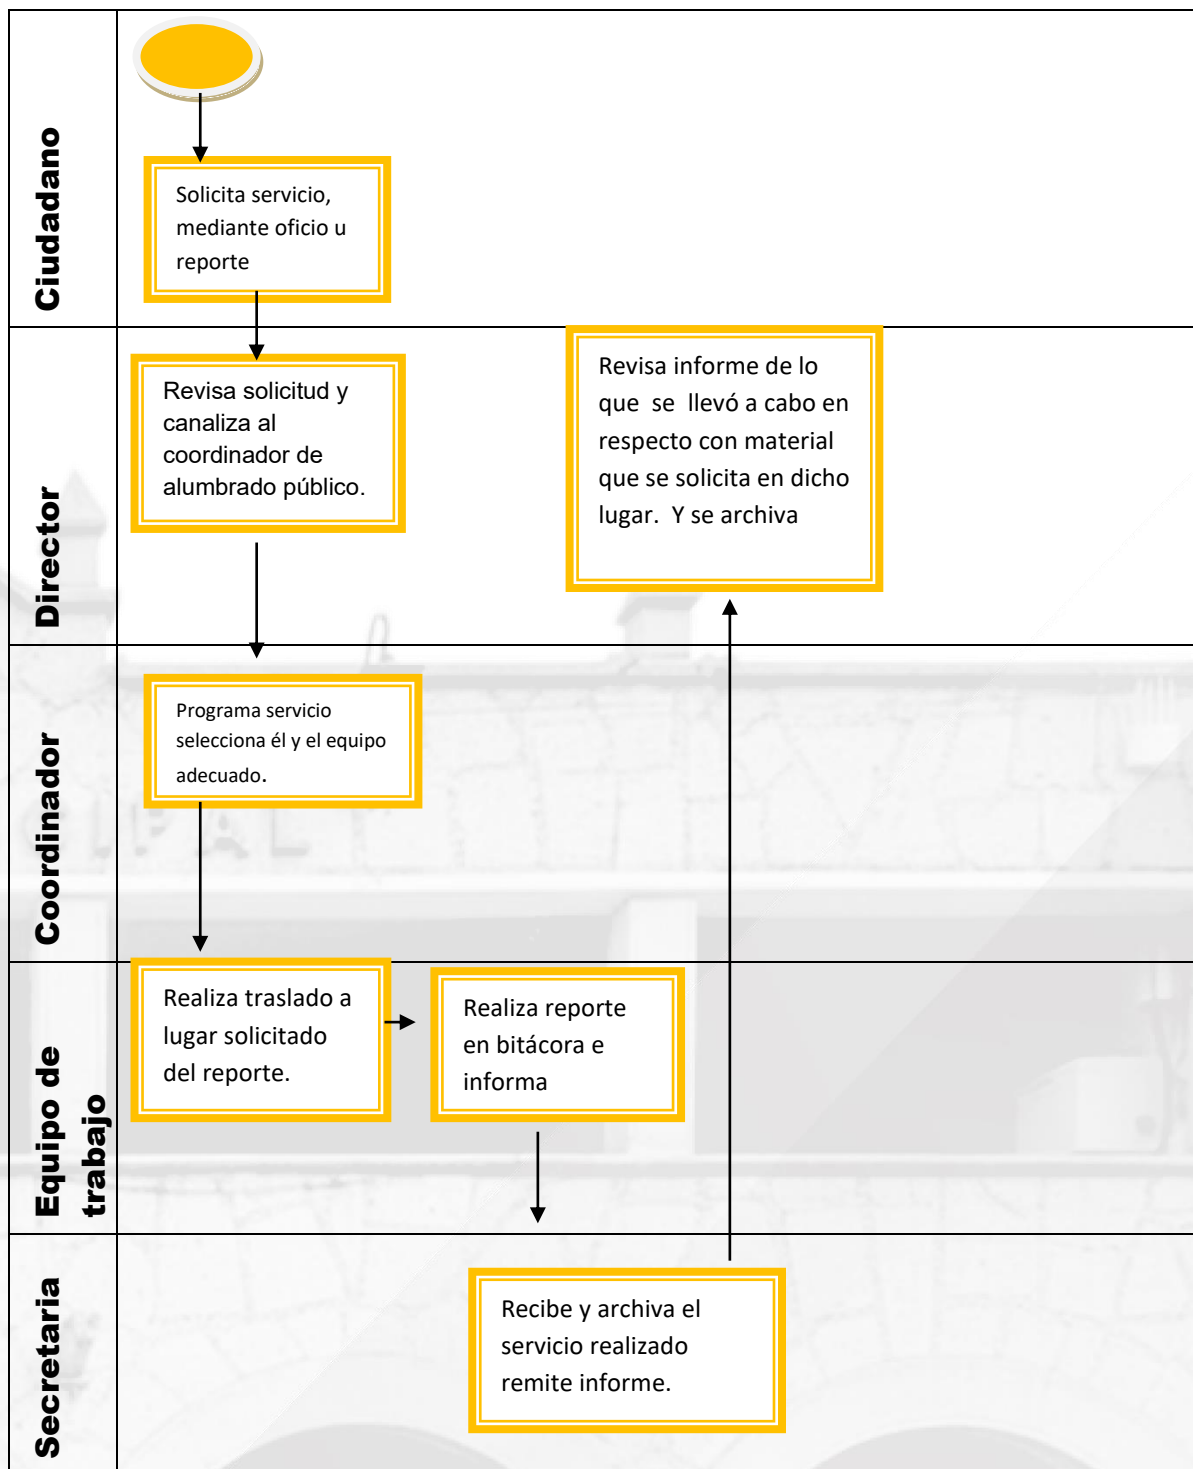 Ciudadano
Solicita servicio,
mediante oficio u
reporte
Director
Revisa solicitud y
canaliza al
coordinador de
alumbrado público.
Revisa informe de lo
que se llevó a cabo en
respecto con material
que se solicita en dicho
lugar. Y se archiva
Coordinador
Programa servicio
selecciona él y el equipo
adecuado.
CIPAL
Equipo de
trabajo
Realiza traslado a
lugar solicitado
del reporte.
Realiza reporte
en bitácora e
informa
Secretaria
Recibe y archiva el
servicio realizado
remite informe.